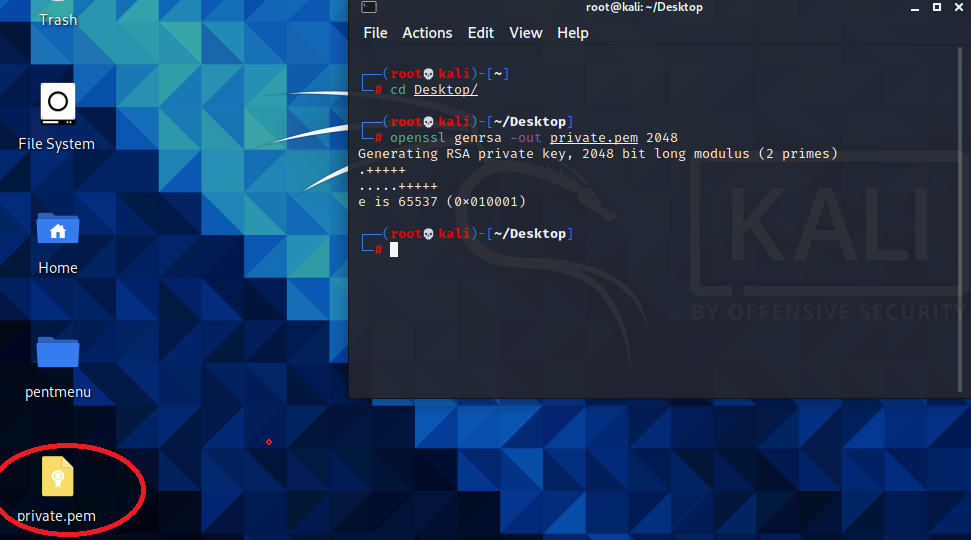 Trash
File System
Home
pentmenu
private.pem
root@kali: ~/Desktop
File Actions Edit View Help
┌──(root💀kali)-[~]
└─# cd Desktop/
┌──(root💀kali)-[~/Desktop]
└─# openssl genrsa -out private.pem 2048
Generating RSA private key, 2048 bit long modulus (2 primes)
.+++++
.....+++++
e is 65537 (0×010001)
┌──(root💀kali)-[~/Desktop]
└─#
KALI
BY OFFENSIVE SECURITY